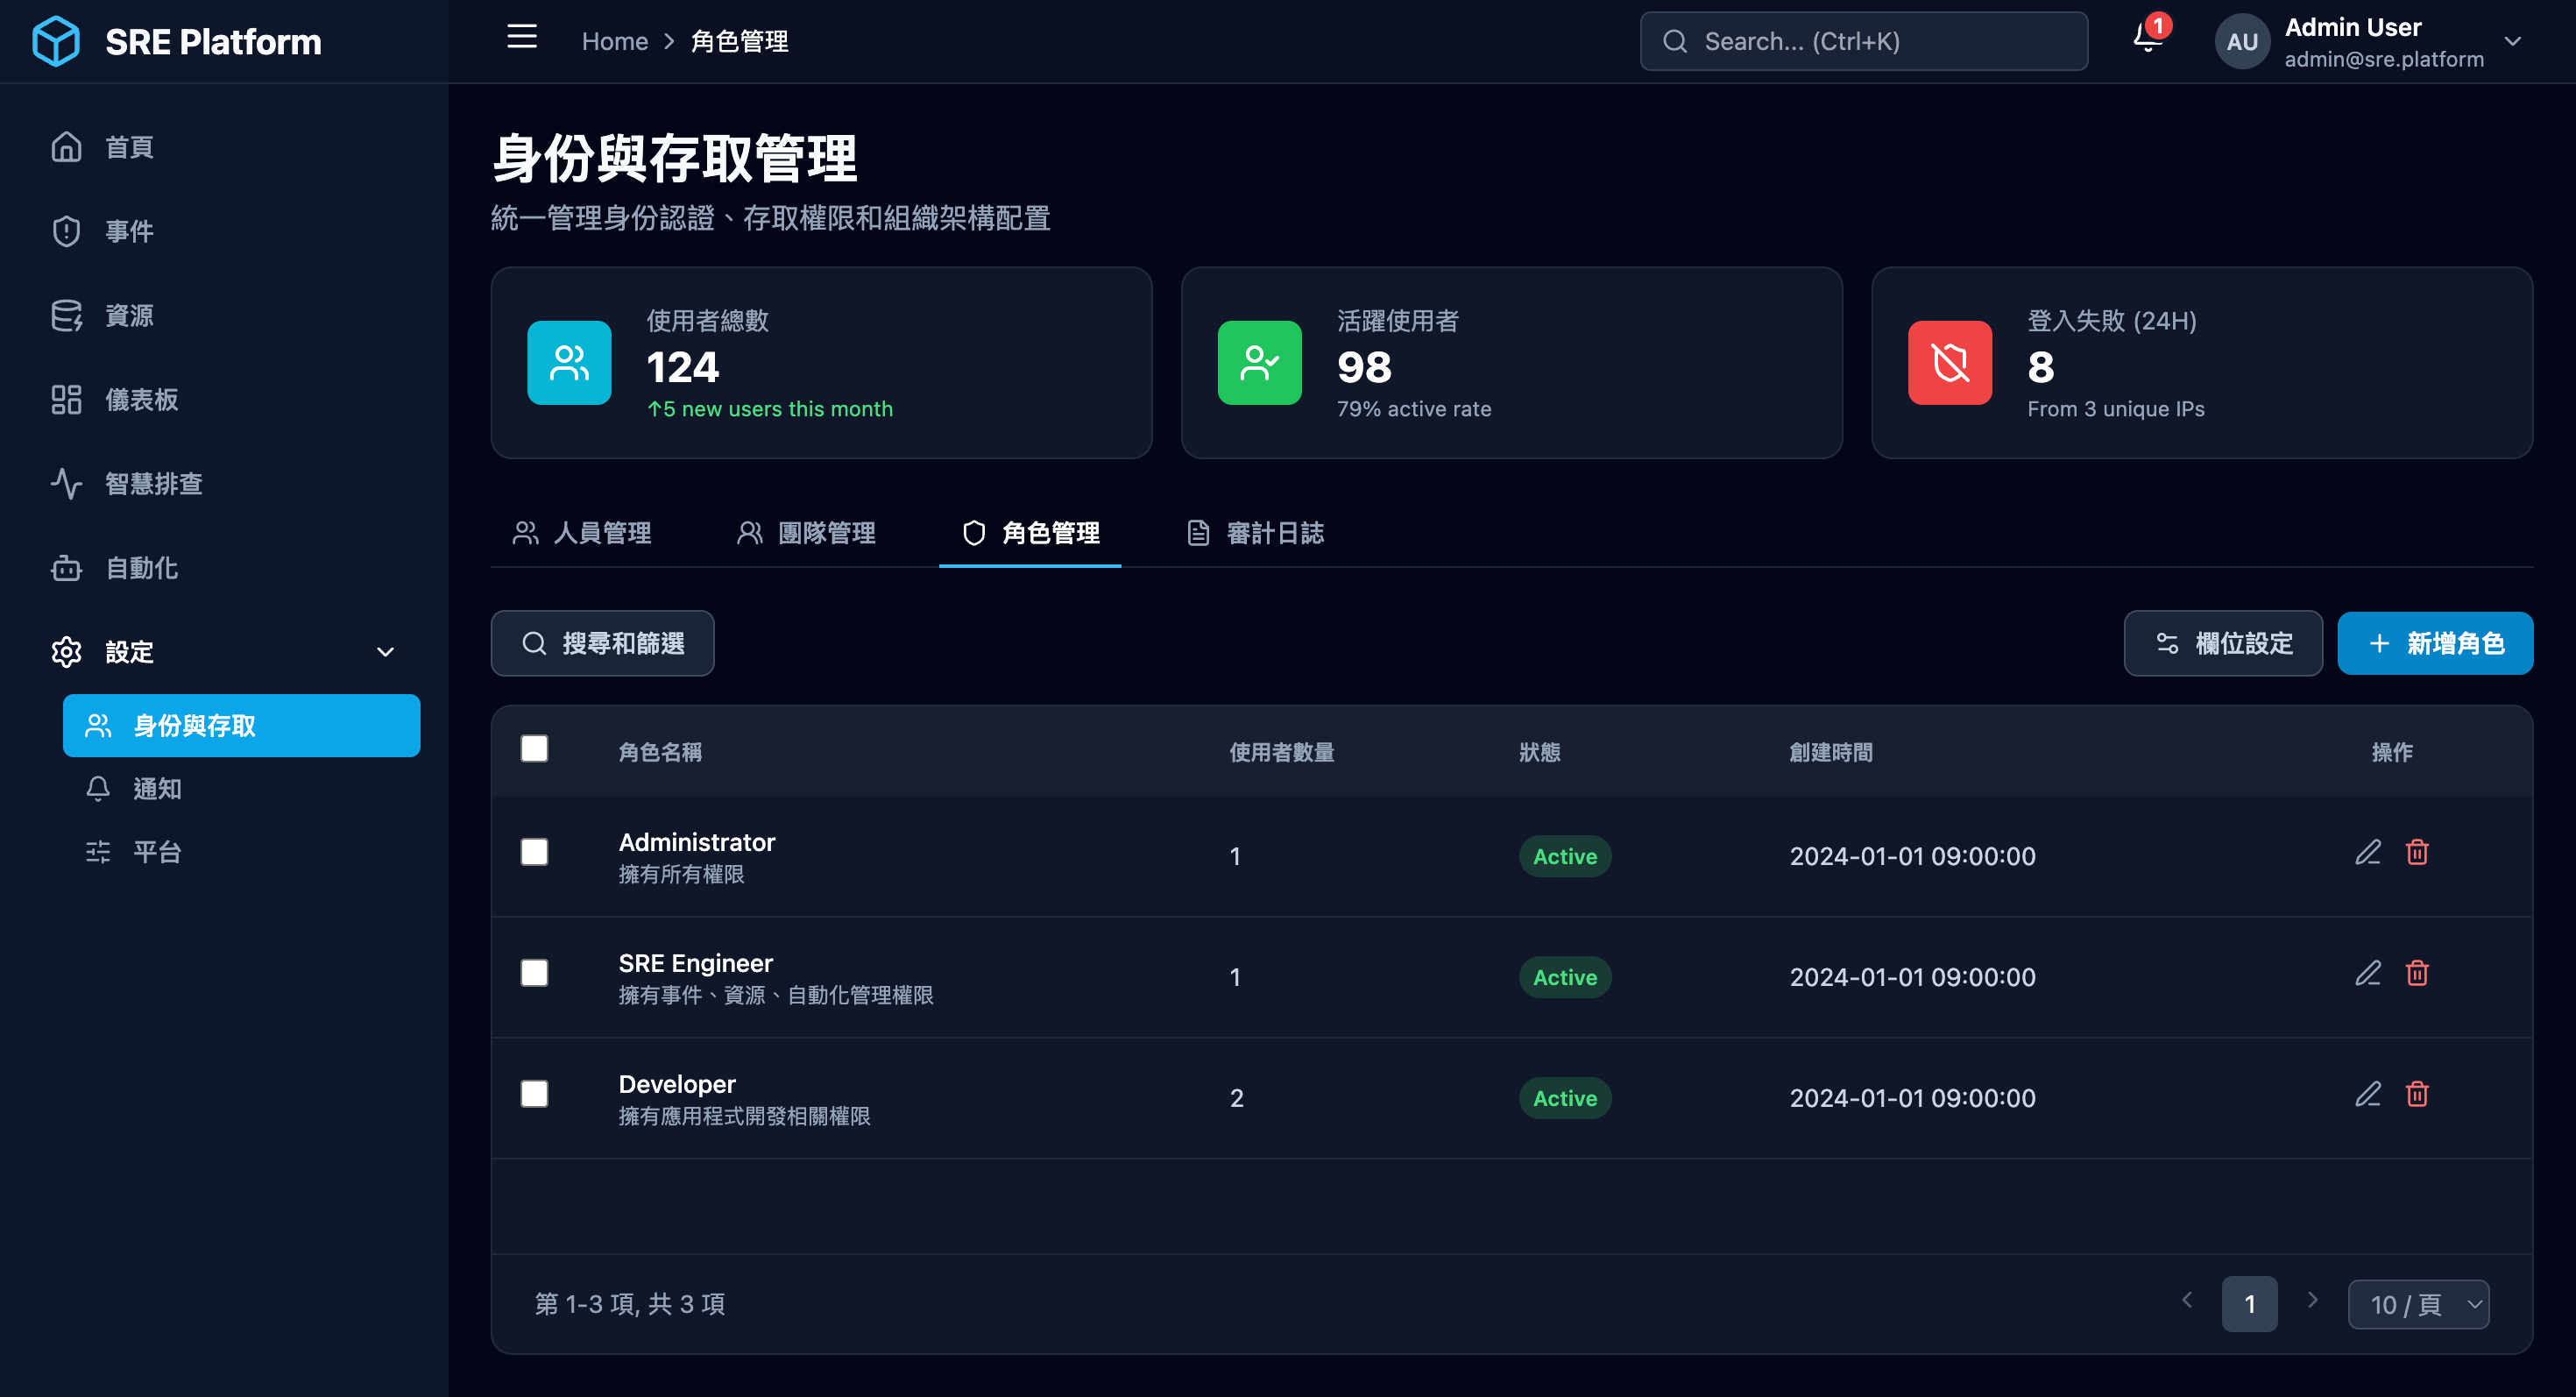 SRE Platform
Home > 角色管理
Search... (Ctrl+K)
1
AU
Admin User
admin@sre.platform
首頁
事件
資源
儀表板
智慧排查
自動化
設定
身份與存取
通知
平台
身份與存取管理
統一管理身份認證、存取權限和組織架構配置
使用者總數
124
↑5 new users this month
活躍使用者
98
79% active rate
登入失敗 (24H)
8
From 3 unique IPs
人員管理
團隊管理
角色管理
審計日誌
搜尋和篩選
欄位設定
+ 新增角色
角色名稱 使用者數量 狀態 創建時間 操作
Administrator
擁有所有權限
1 Active 2024-01-01 09:00:00
SRE Engineer
擁有事件、資源、自動化管理權限
1 Active 2024-01-01 09:00:00
Developer
擁有應用程式開發相關權限
2 Active 2024-01-01 09:00:00
第 1-3 項, 共 3 項
1
10 / 頁